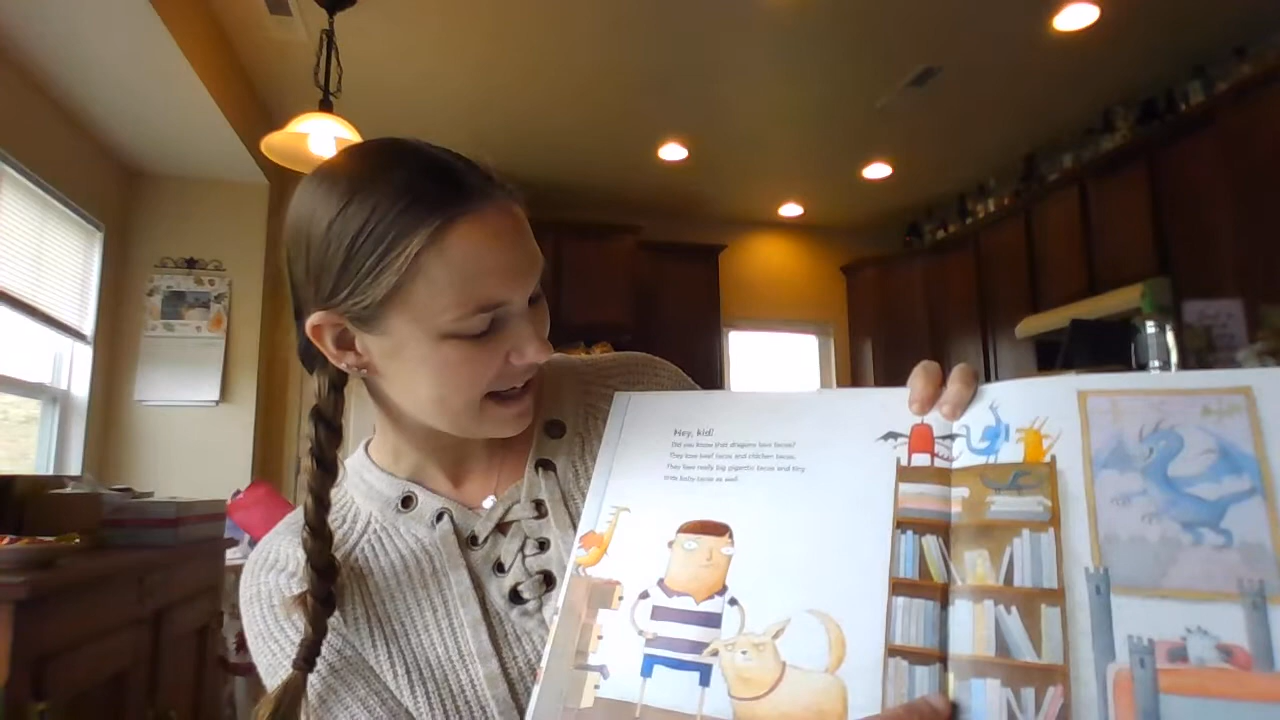 Hey, kid!
Did you know that dragons love tacos?
They love beef tacos and chicken tacos.
They love really big gigantic tacos and tiny
little baby tacos as well.